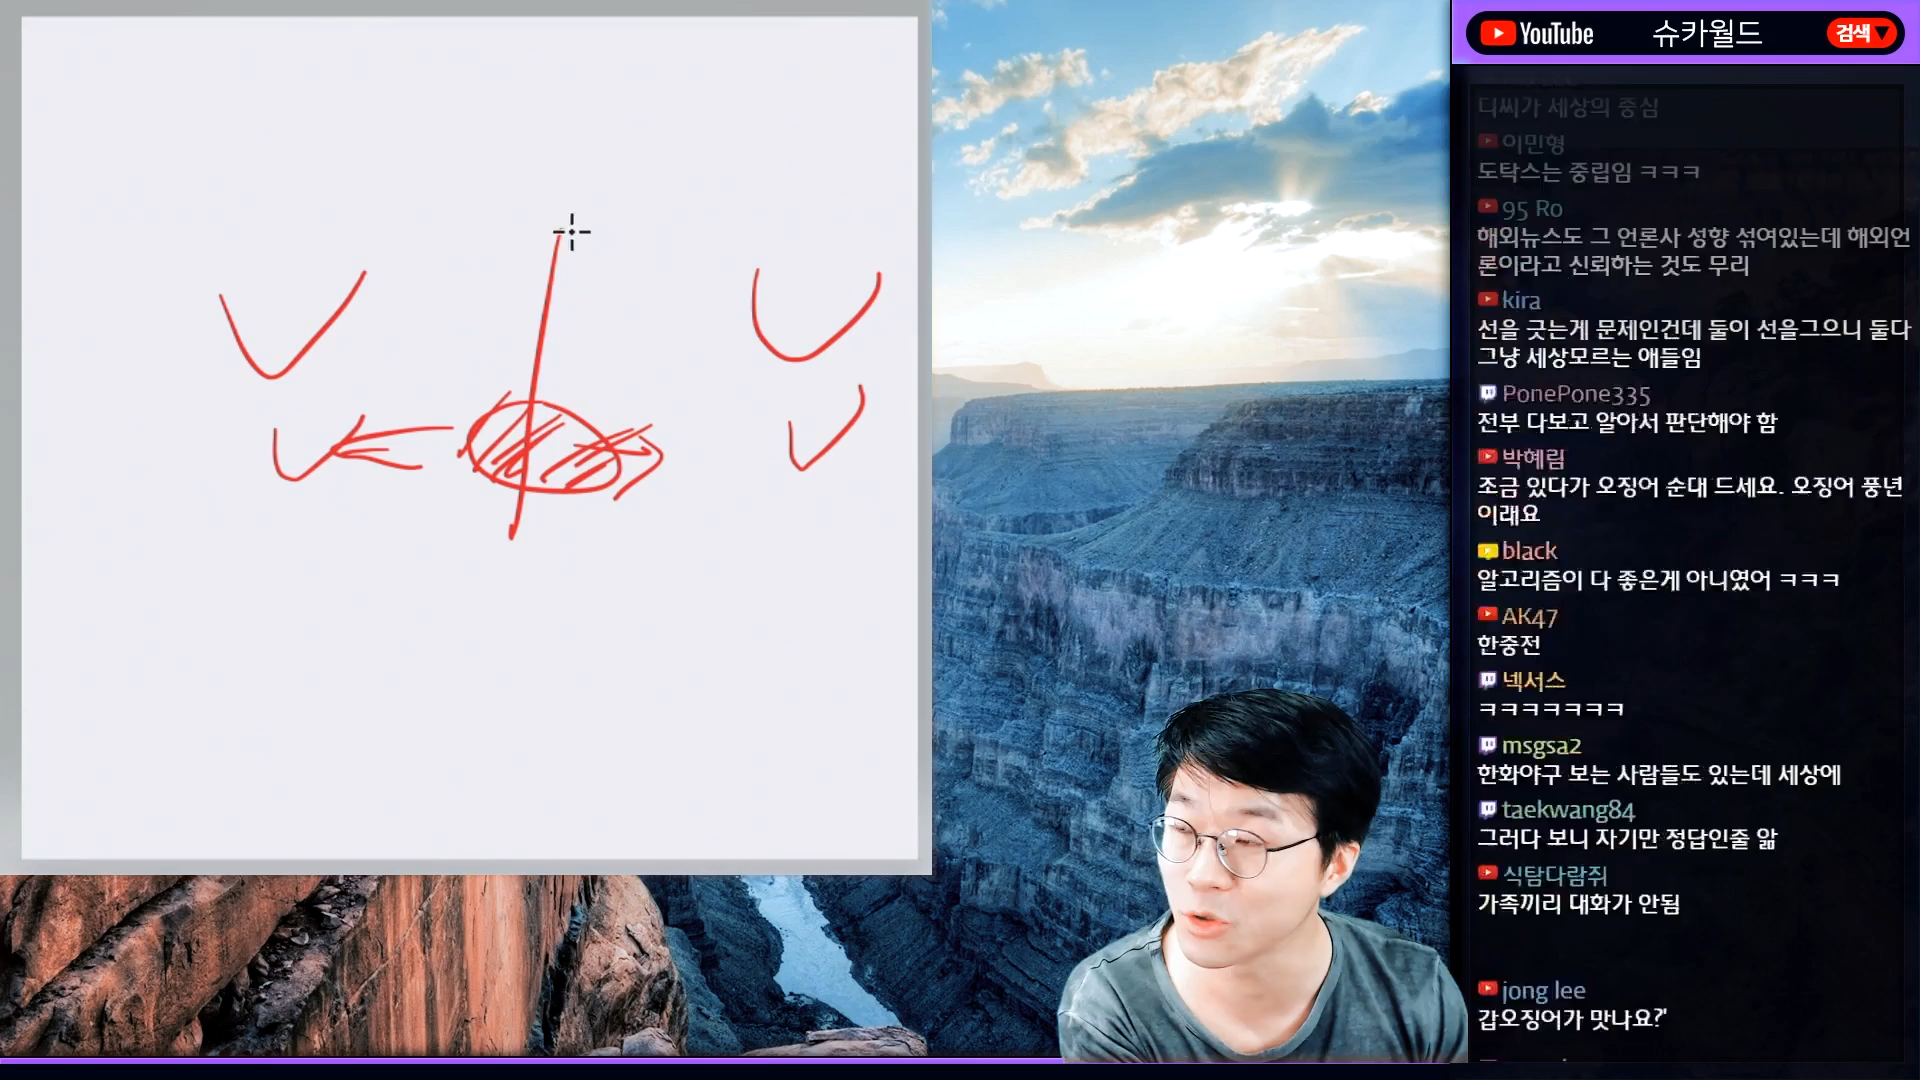 YouTube 슈카월드 검색▼
디씨가 세상의 중심
이민형
도탁스는 중립임 ㅋㅋㅋ
95 Ro
해외뉴스도 그 언론사 성향 섞여있는데 해외언
론이라고 신뢰하는 것도 무리
kira
선을 긋는게 문제인건데 둘이 선을그으니 둘다
그냥 세상모르는 애들임
PonePone335
전부 다보고 알아서 판단해야 함
박혜림
조금 있다가 오징어 순대 드세요. 오징어 풍년
이래요
black
알고리즘이 다 좋은게 아니였어 ㅋㅋㅋ
AK47
한중전
넥서스
ㅋㅋㅋㅋㅋㅋㅋ
msgsa2
한화야구 보는 사람들도 있는데 세상에
taekwang84
그러다 보니 자기만 정답인줄 앎
식탐다람쥐
가족끼리 대화가 안됨
jong lee
갑오징어가 맛나요?'